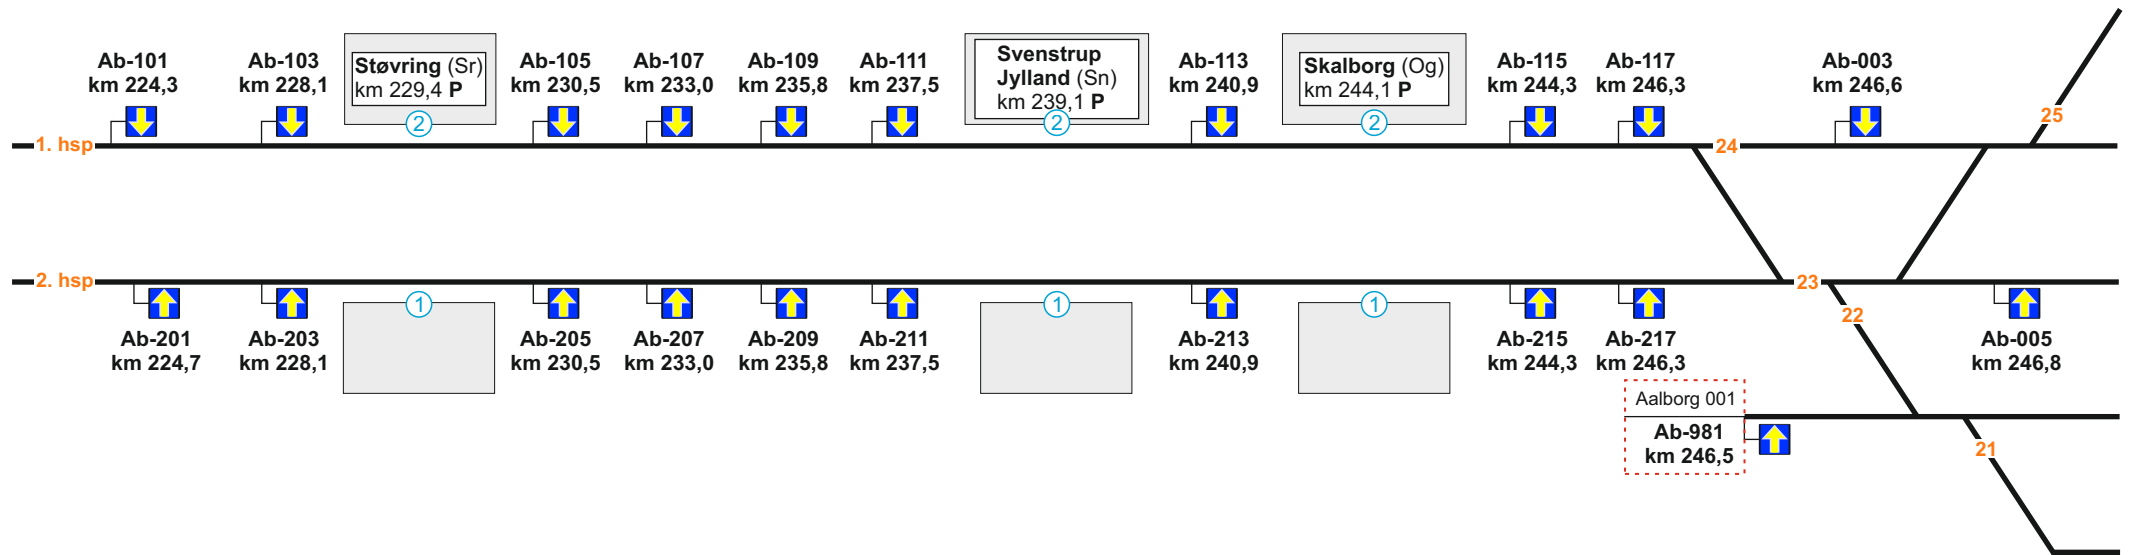 Ab-101
km 224,3
Ab-103
km 228,1
Støvring (Sr)
km 229,4 P
2
Ab-105
km 230,5
Ab-107
km 233,0
Ab-109
km 235,8
Ab-111
km 237,5
Svenstrup
Jylland (Sn)
km 239,1 P
2
Ab-113
km 240,9
Skalborg (Og)
km 244,1 P
2
Ab-115
km 244,3
Ab-117
km 246,3
Ab-003
km 246,6
25
1. hsp
24
2. hsp
23
1
1
1
22
Ab-201
km 224,7
Ab-203
km 228,1
Ab-205
km 230,5
Ab-207
km 233,0
Ab-209
km 235,8
Ab-211
km 237,5
Ab-213
km 240,9
Ab-215
km 244,3
Ab-217
km 246,3
Ab-005
km 246,8
Aalborg 001
Ab-981
km 246,5
21